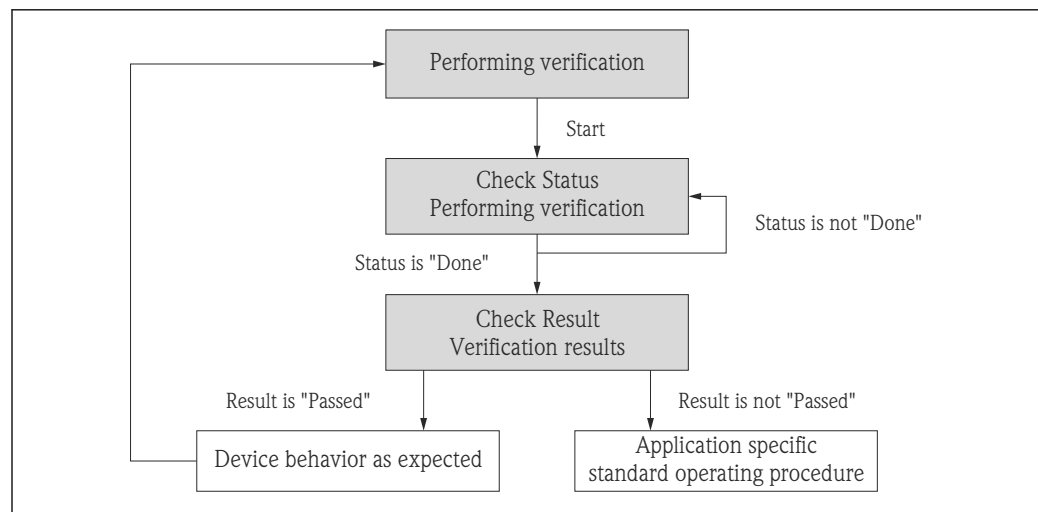 Performing verification
Start
Check Status
Performing verification
Status is not "Done"
Status is "Done"
Check Result
Verification results
Result is "Passed"
Result is not "Passed"
Device behavior as expected
Application specific
standard operating procedure